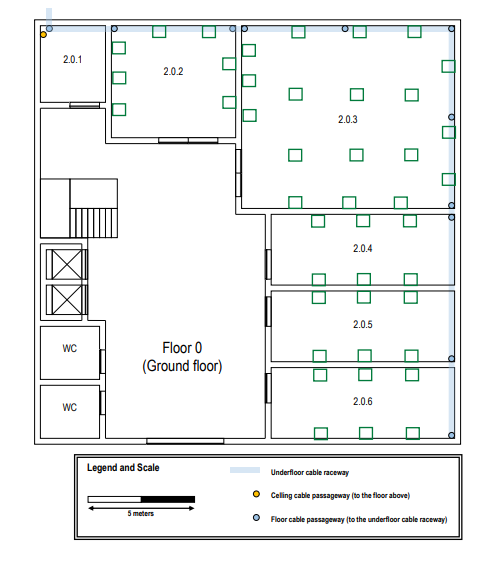 2.0.1
2.0.2
2.0.3
2.0.4
2.0.5
2.0.6
WC
WC
Floor 0
(Ground floor)
Legend and Scale
5 meters
Underfloor cable raceway
Celling cable passageway (to the floor above)
Floor cable passageway (to the underfloor cable raceway)